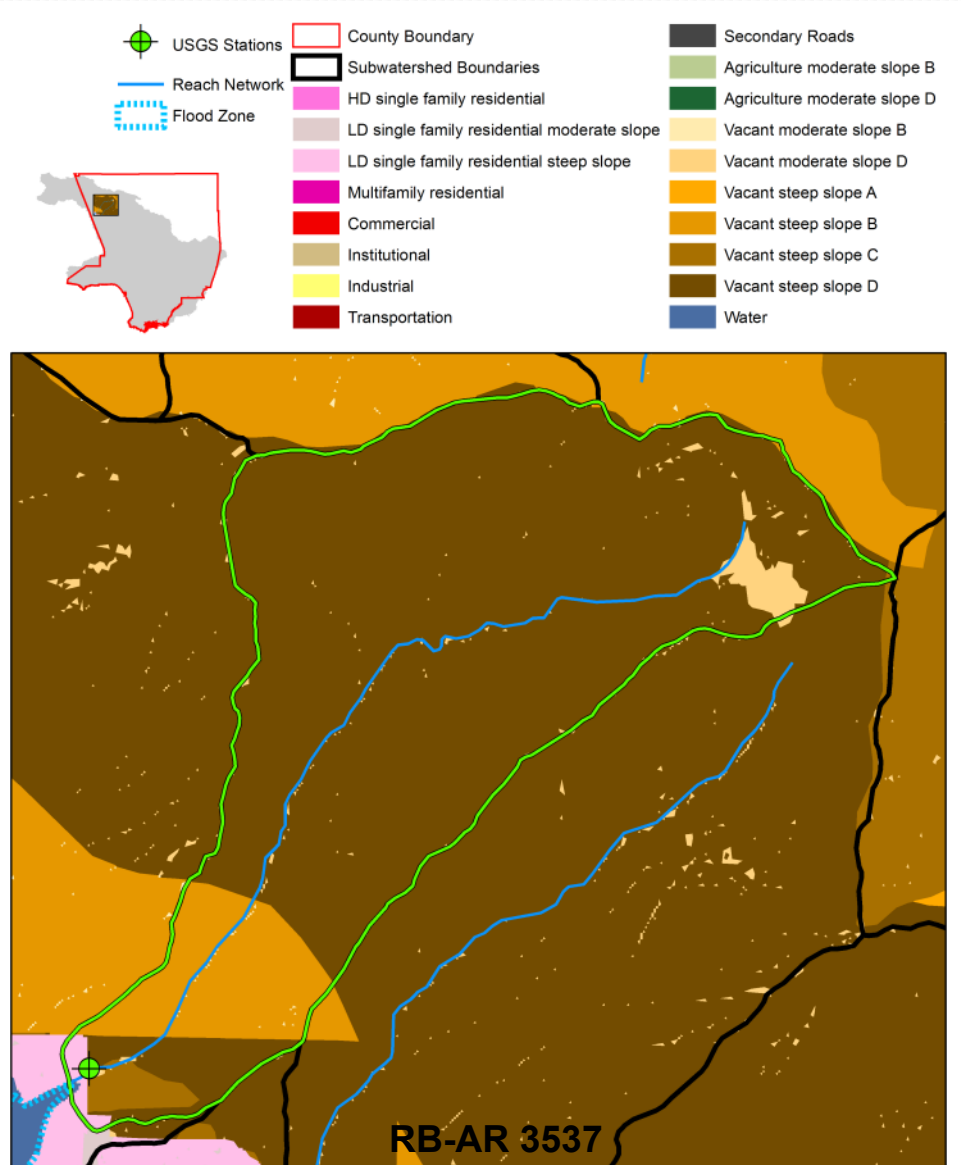 USGS Stations
Reach Network
Flood Zone
County Boundary
Subwatershed Boundaries
HD single family residential
LD single family residential moderate slope
LD single family residential steep slope
Multifamily residential
Commercial
Institutional
Industrial
Transportation
Secondary Roads
Agriculture moderate slope B
Agriculture moderate slope D
Vacant moderate slope B
Vacant moderate slope D
Vacant steep slope A
Vacant steep slope B
Vacant steep slope C
Vacant steep slope D
Water
RB-AR 3537